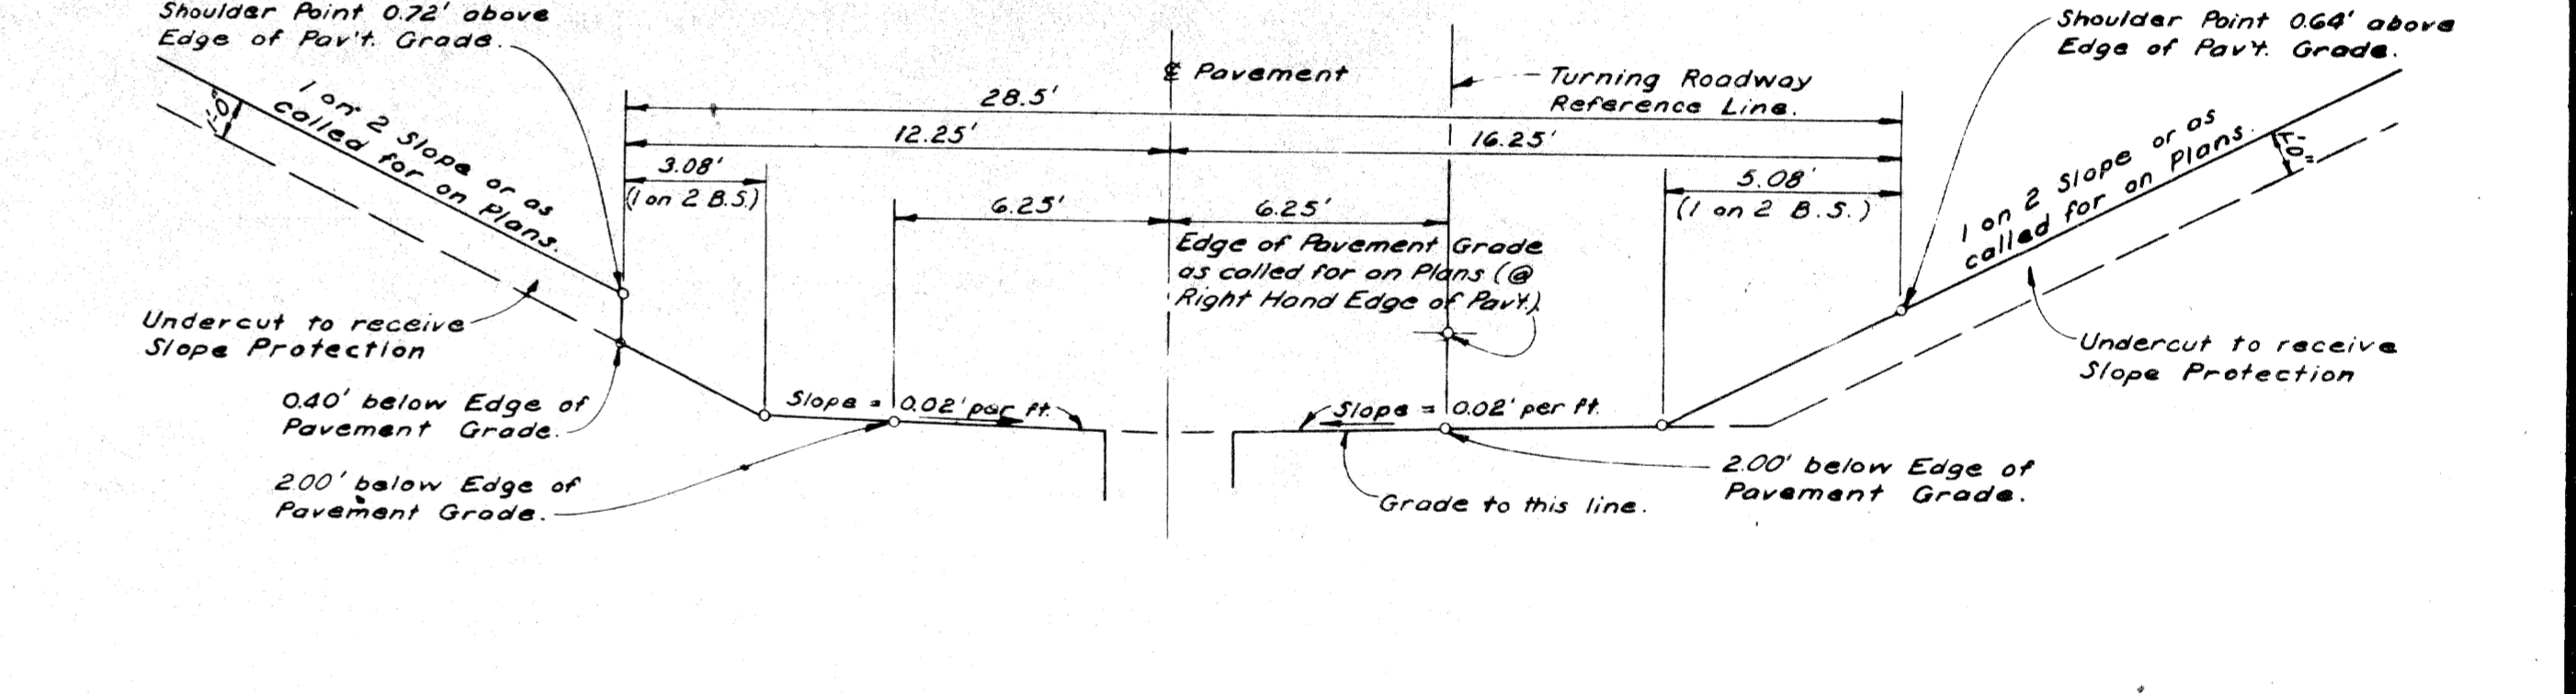 Shoulder Point 0.72' above
Edge of Pav't. Grade.
Shoulder Point 0.64' above
Edge of Pav't. Grade.
℄ Pavement
Turning Roadway
Reference Line.
28.5'
12.25'
16.25'
3.08'
(1 on 2 B.S.)
5.08'
(1 on 2 B.S.)
6.25'
6.25'
1'-0"
1 on 2 Slope or as
called for on Plans.
1 on 2 Slope or as
called for on Plans.
1'-0"
Edge of Pavement Grade
as called for on Plans (@
Right Hand Edge of Pav't.)
Undercut to receive
Slope Protection
Undercut to receive
Slope Protection
0.40' below Edge of
Pavement Grade.
Slope = 0.02' per ft.
Slope = 0.02' per ft.
2.00' below Edge of
Pavement Grade.
Grade to this line.
2.00' below Edge of
Pavement Grade.